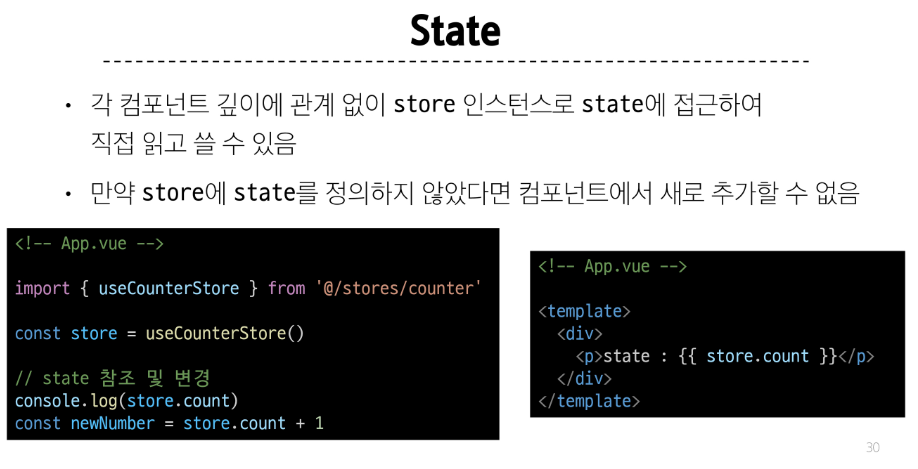 State
• 각 컴포넌트 깊이에 관계 없이 store 인스턴스로 state에 접근하여
직접 읽고 쓸 수 있음
• 만약 store에 state를 정의하지 않았다면 컴포넌트에서 새로 추가할 수 없음
<!-- App.vue -->
import { useCounterStore } from '@/stores/counter'
const store = useCounterStore()
// state 참조 및 변경
console.log(store.count)
const newNumber = store.count + 1
<!-- App.vue -->
<template>
<div>
<p>state : {{ store.count }}</p>
</div>
</template>
30